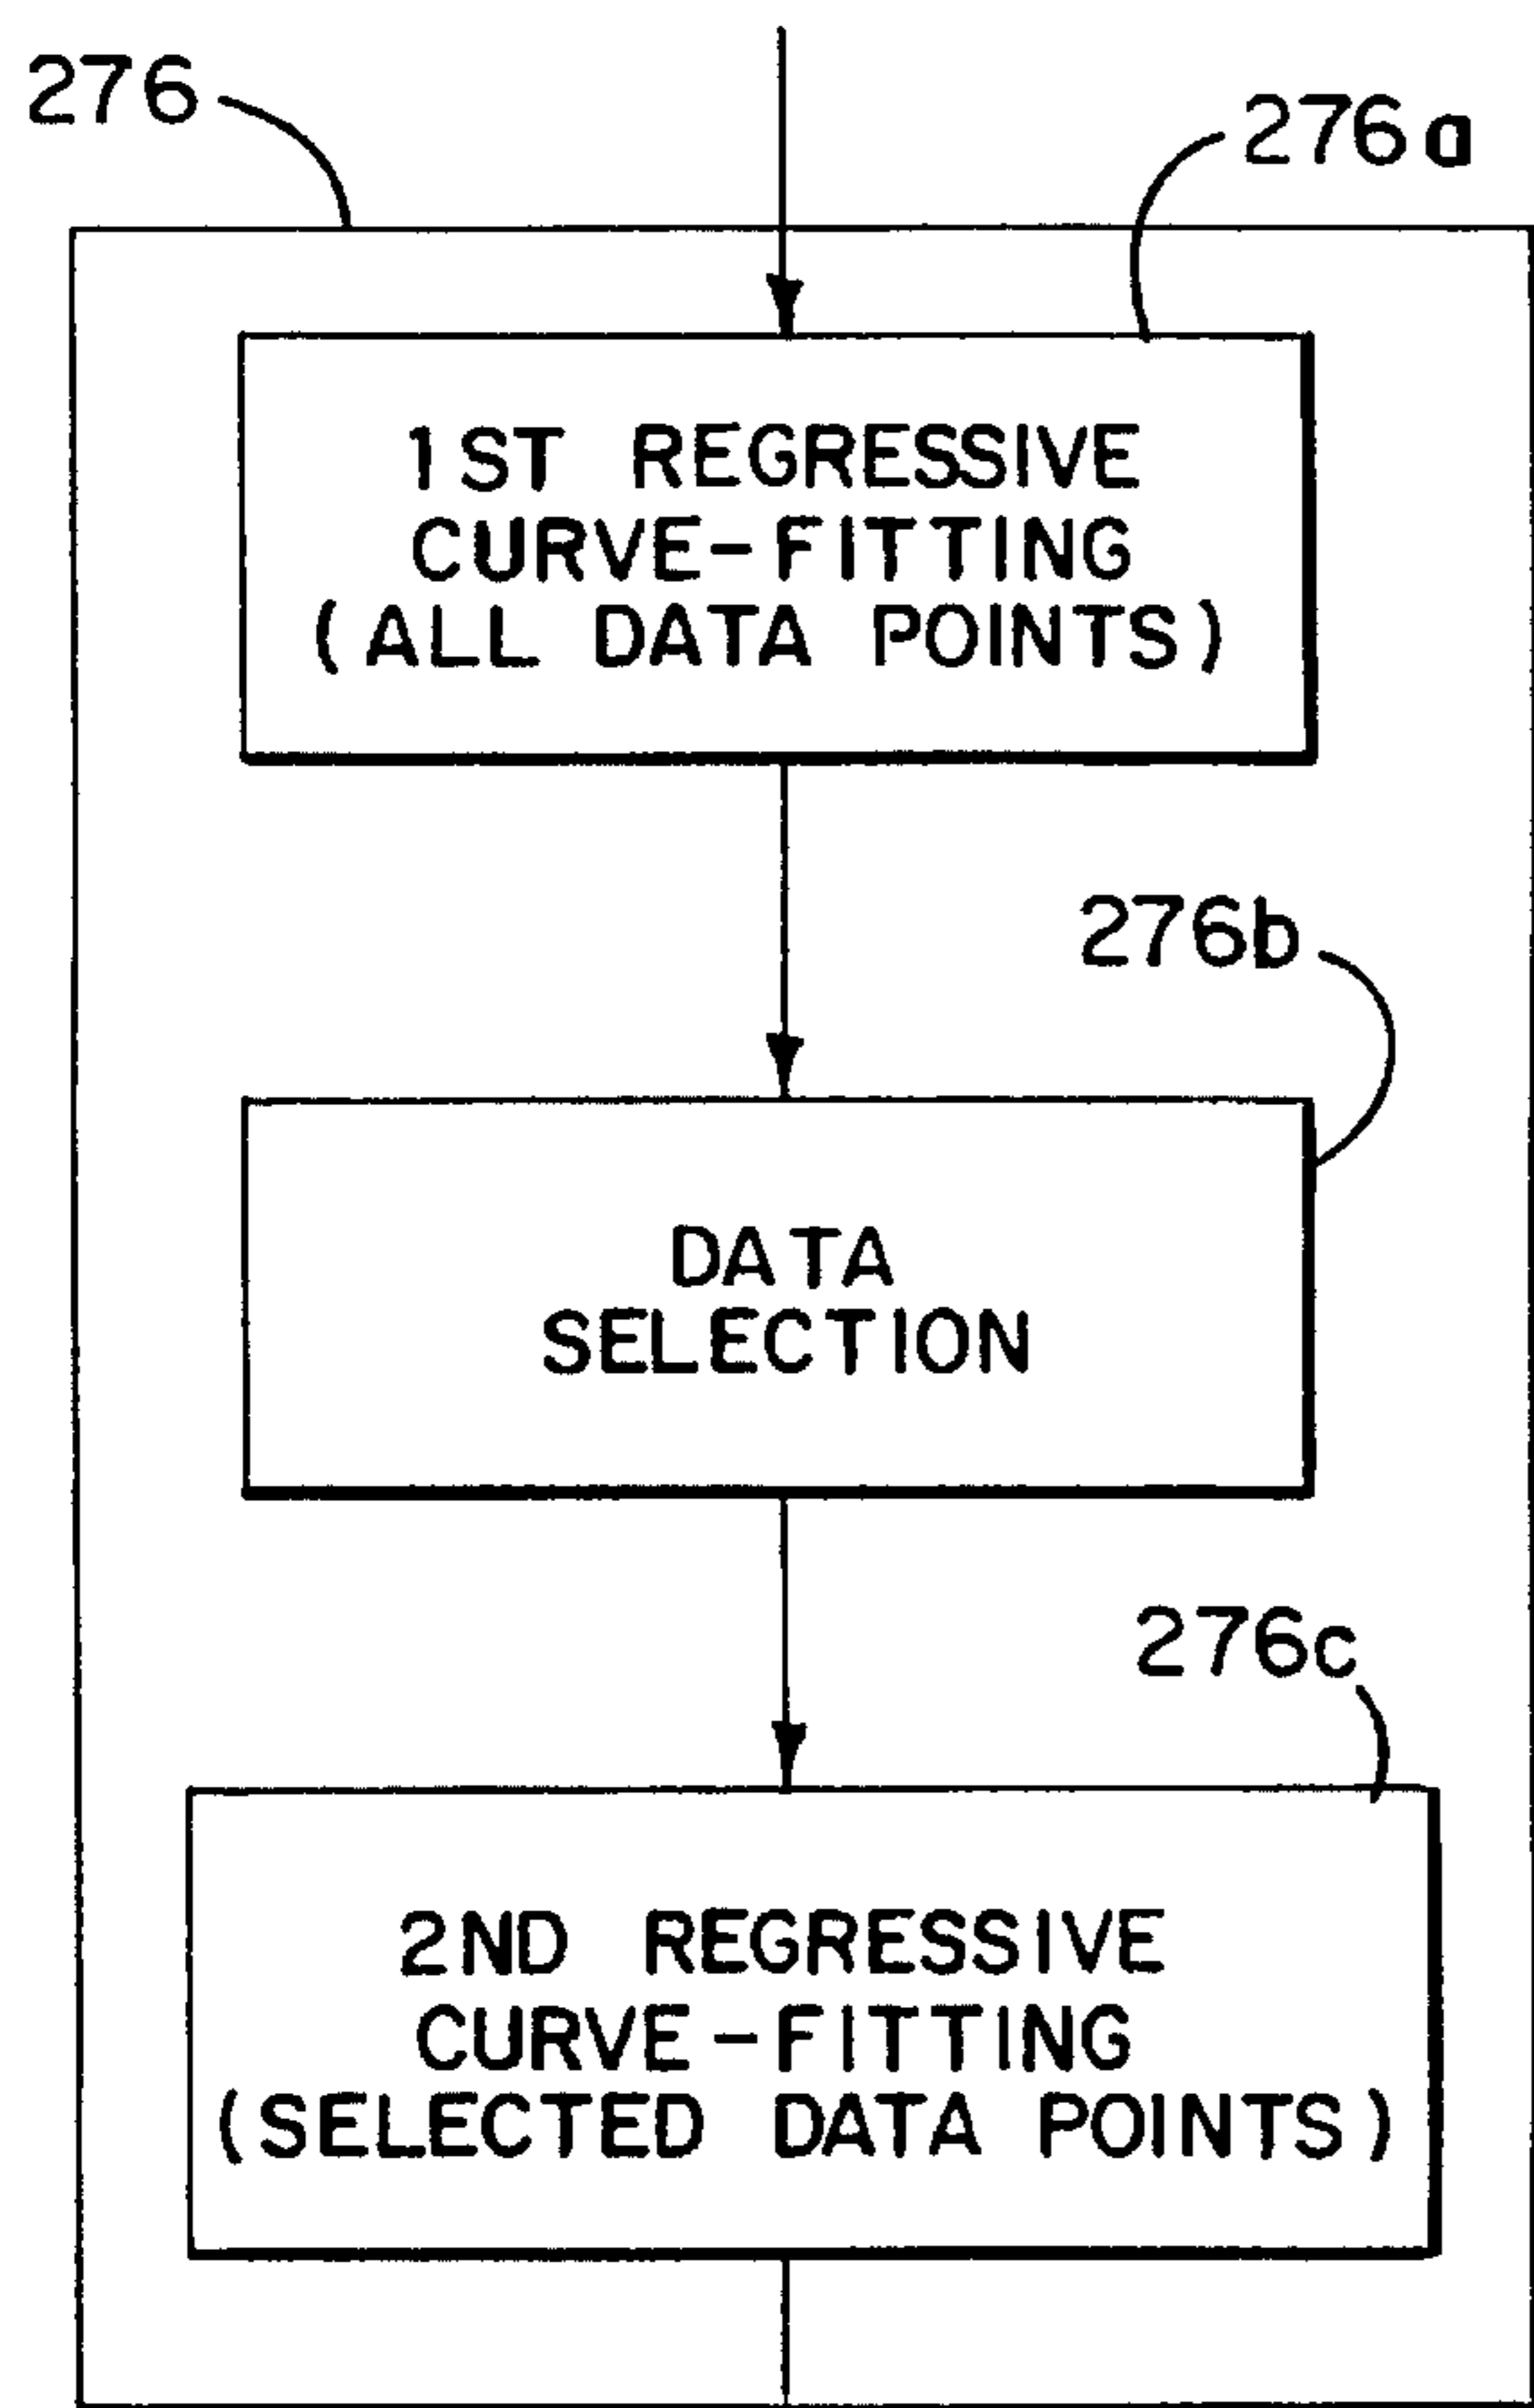 276
276a
1ST REGRESSIVE
CURVE-FITTING
(ALL DATA POINTS)
276b
DATA
SELECTION
276c
2ND REGRESSIVE
CURVE-FITTING
(SELECTED DATA POINTS)